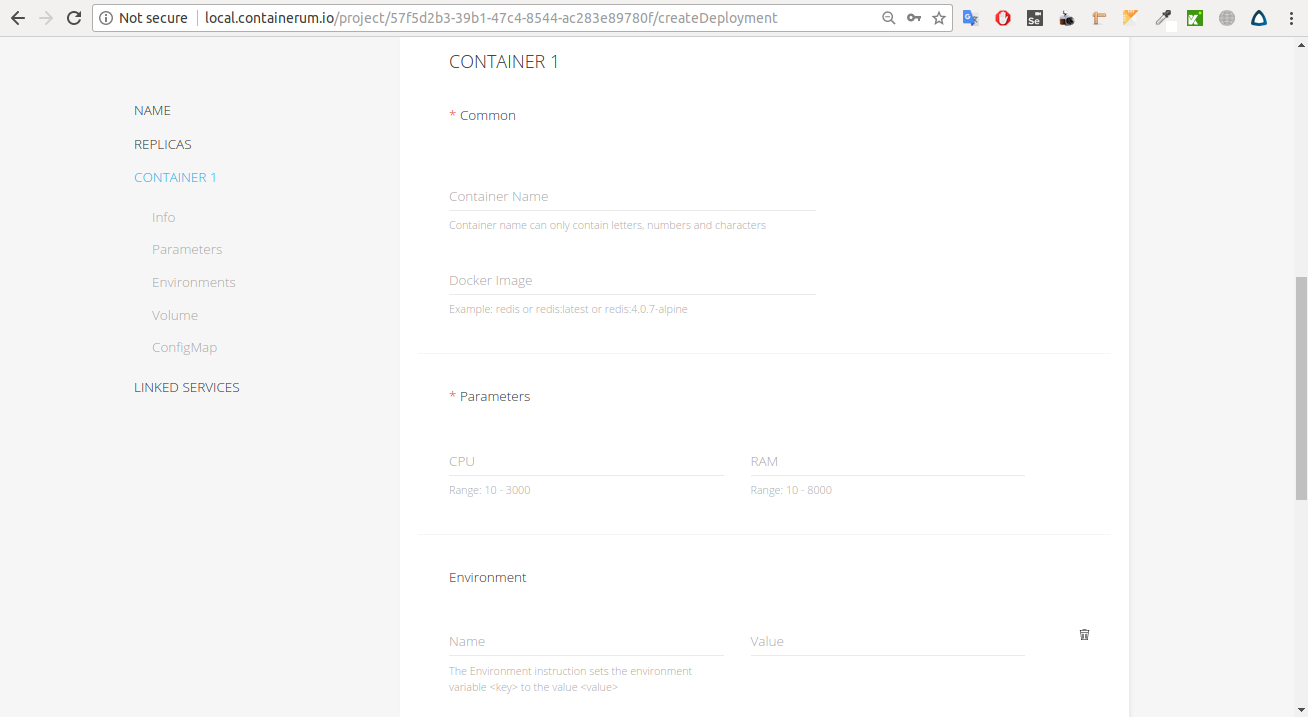 Not secure
local.containerum.io/project/57f5d2b3-39b1-47c4-8544-ac283e89780f/createDeployment
Se
NAME
REPLICAS
CONTAINER 1
Info
Parameters
Environments
Volume
ConfigMap
LINKED SERVICES
CONTAINER 1
* Common
Container Name
Container name can only contain letters, numbers and characters
Docker Image
Example: redis or redis:latest or redis:4.0.7-alpine
* Parameters
CPU
RAM
Range: 10 - 3000
Range: 10 - 8000
Environment
Name
Value
The Environment instruction sets the environment
variable <key> to the value <value>